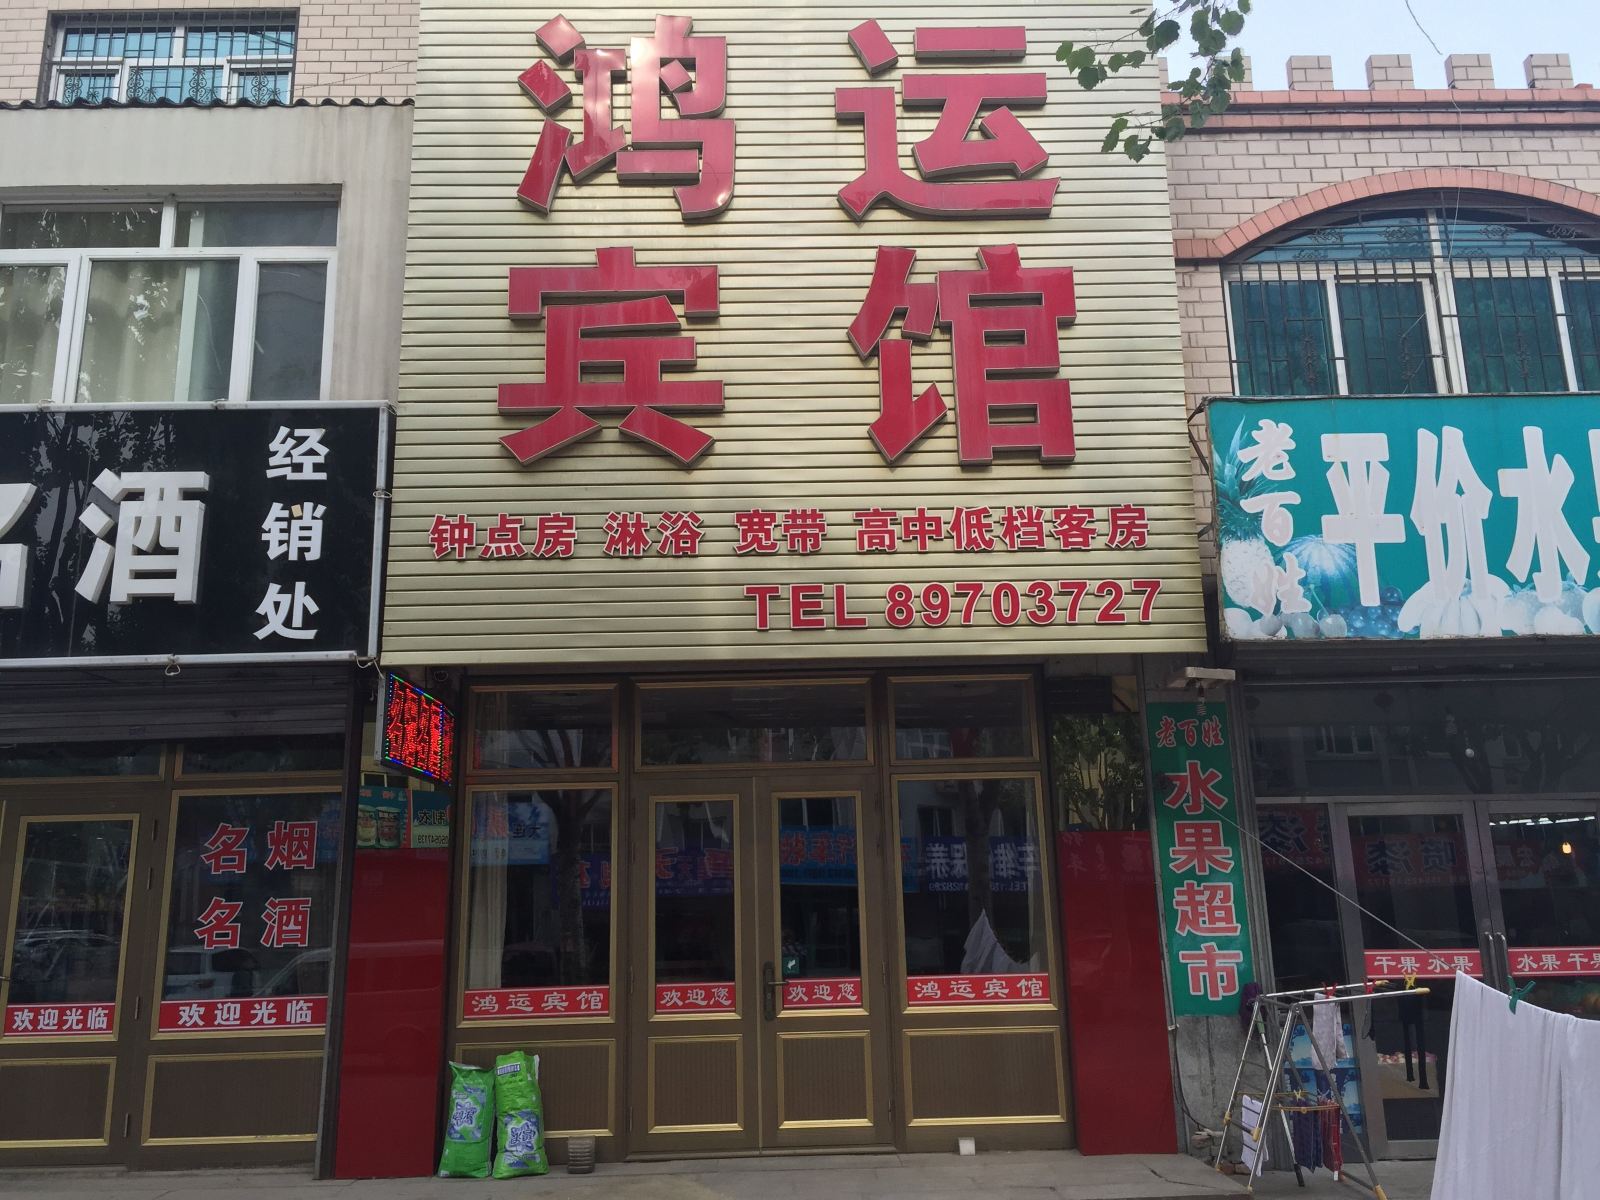 鸿运
宾馆
钟点房 淋浴 宽带 高中低档客房
TEL 89703727
名酒
经销处
老百姓
平价水果
老百姓
水果超市
名烟
名酒
欢迎光临
欢迎光临
鸿运宾馆
欢迎您
欢迎您
鸿运宾馆
干果 水果
水果 干果